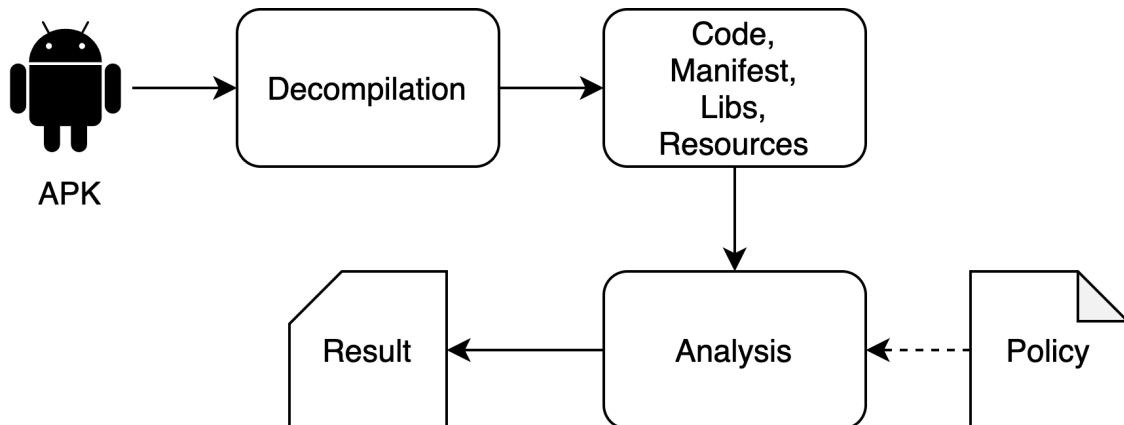 APK
Decompilation
Code,
Manifest,
Libs,
Resources
Result
Analysis
Policy